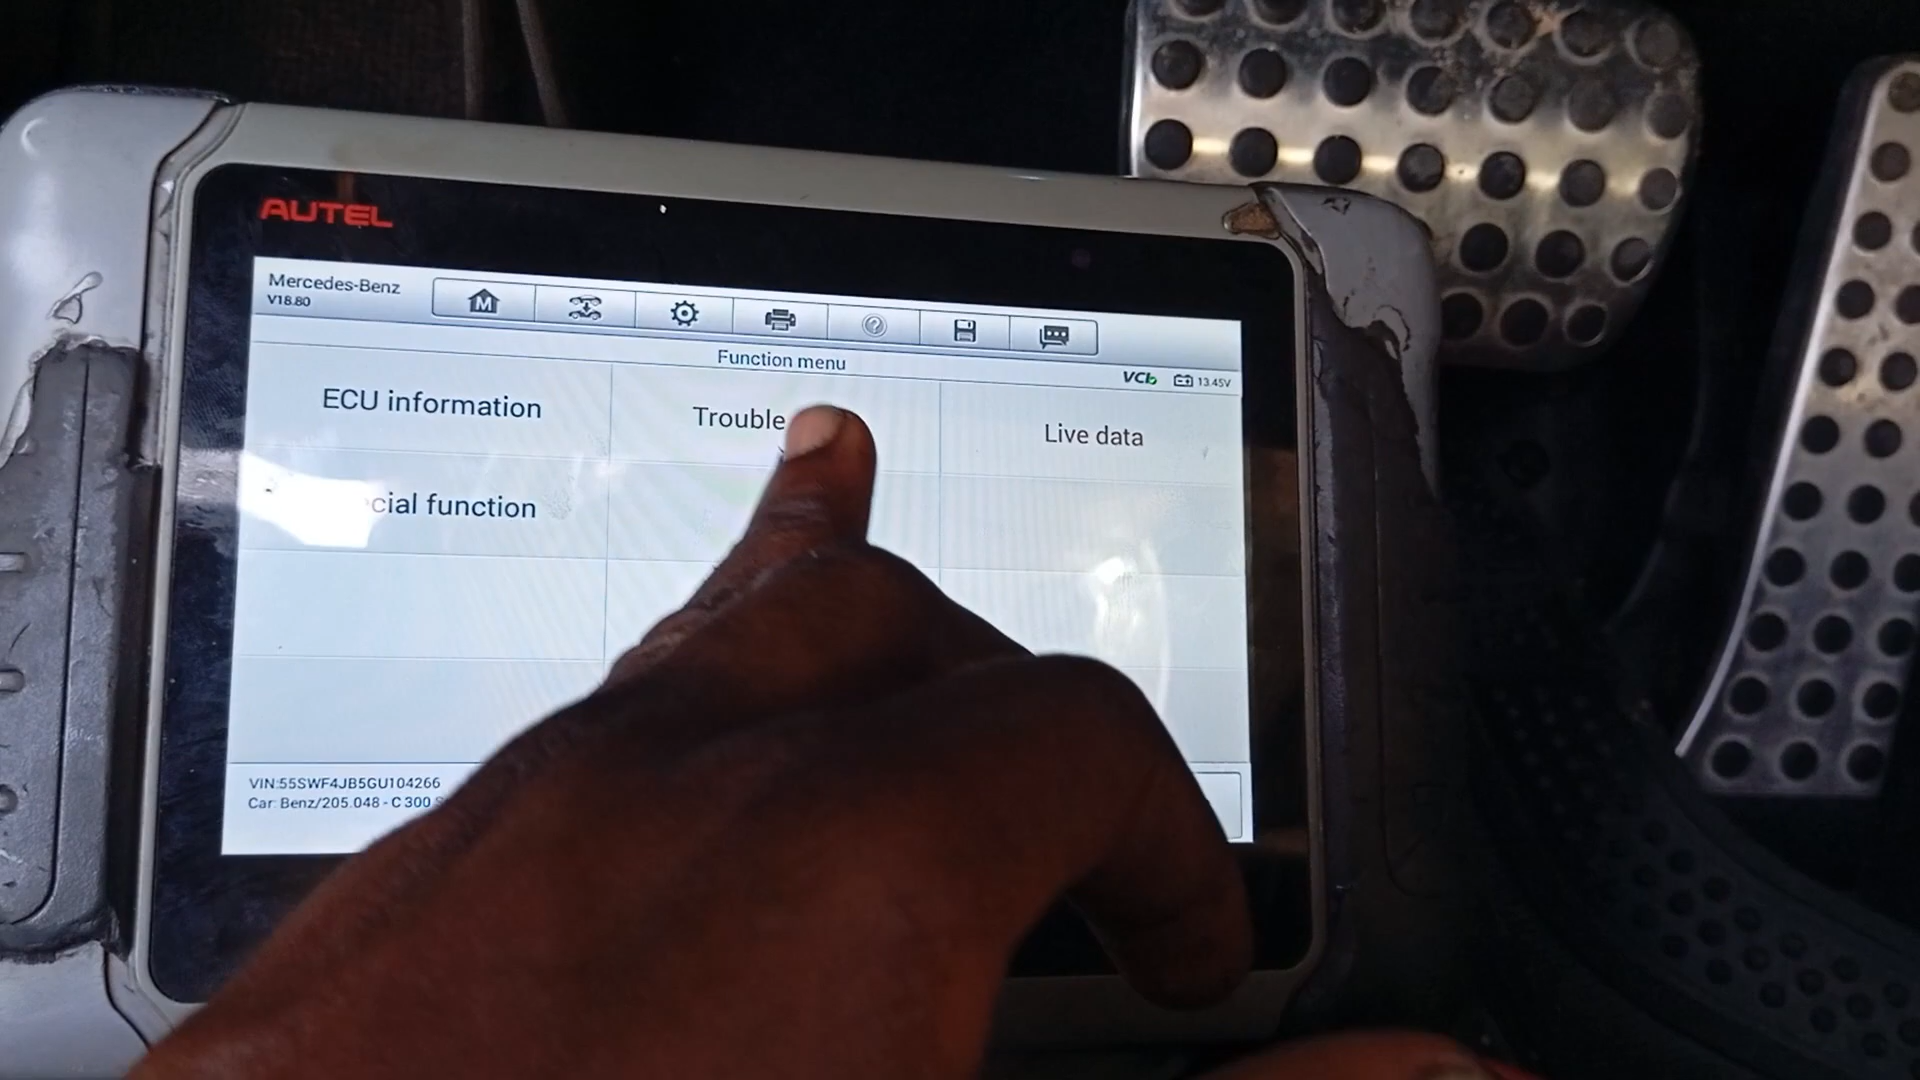 AUTEL
Mercedes-Benz
V18.80
M
Function menu
VCI
13.45V
ECU information
Trouble
Live data
cial function
VIN:55SWF4JB5GU104266
Car: Benz/205.048 - C 300